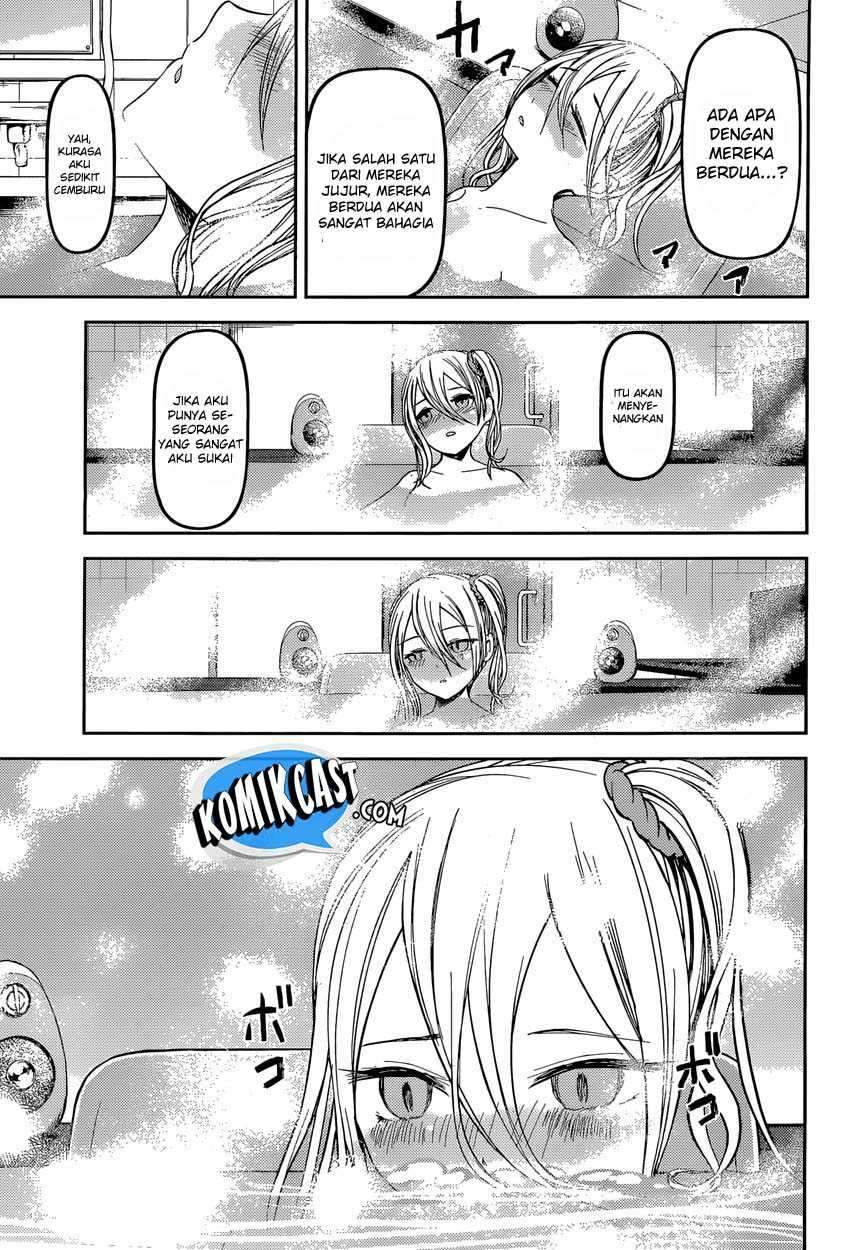 ADA APA
DENGAN
MEREKA
BERDUA...?
JIKA SALAH SATU
DARI MEREKA
JUJUR, MEREKA
BERDUA AKAN
SANGAT BAHAGIA
カァァァ
YAH,
KURASA
AKU
SEDIKIT
CEMBURU
ITU AKAN
MENYE-
NANGKAN
JIKA AKU
PUNYA SE-
SEORANG
YANG SANGAT
AKU SUKAI
KOMIKCAST
.COM
ボコ
ボコ